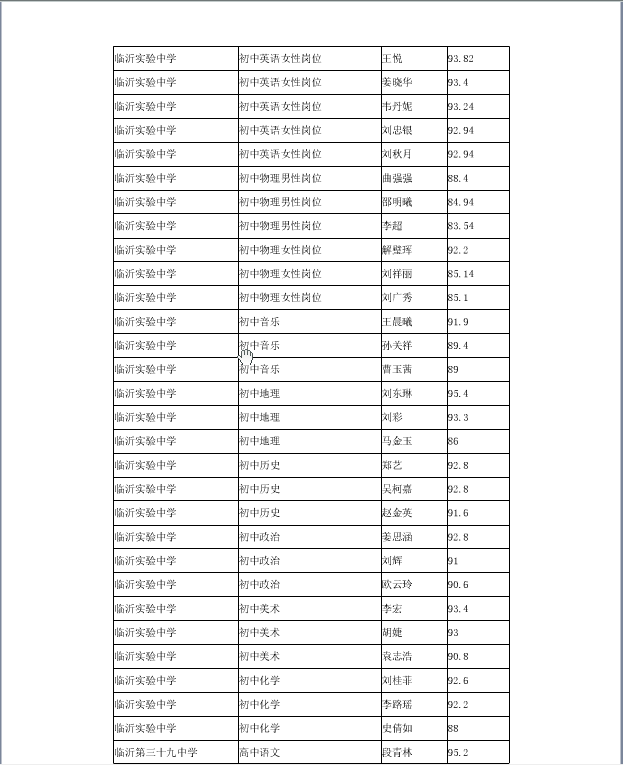 临沂实验中学 初中英语女性岗位 王悦 93.82
临沂实验中学 初中英语女性岗位 姜晓华 93.4
临沂实验中学 初中英语女性岗位 韦丹妮 93.24
临沂实验中学 初中英语女性岗位 刘忠银 92.94
临沂实验中学 初中英语女性岗位 刘秋月 92.94
临沂实验中学 初中物理男性岗位 曲强强 88.4
临沂实验中学 初中物理男性岗位 邵明曦 84.94
临沂实验中学 初中物理男性岗位 李超 83.54
临沂实验中学 初中物理女性岗位 解璧珲 92.2
临沂实验中学 初中物理女性岗位 刘祥丽 85.14
临沂实验中学 初中物理女性岗位 刘广秀 85.1
临沂实验中学 初中音乐 王晨曦 91.9
临沂实验中学 初中音乐 孙关祥 89.4
临沂实验中学 初中音乐 曹玉茜 89
临沂实验中学 初中地理 刘东琳 95.4
临沂实验中学 初中地理 刘彩 93.3
临沂实验中学 初中地理 马金玉 86
临沂实验中学 初中历史 郑艺 92.8
临沂实验中学 初中历史 吴柯嘉 92.8
临沂实验中学 初中历史 赵金英 91.6
临沂实验中学 初中政治 姜思涵 92.8
临沂实验中学 初中政治 刘辉 91
临沂实验中学 初中政治 欧云玲 90.6
临沂实验中学 初中美术 李宏 93.4
临沂实验中学 初中美术 胡婕 93
临沂实验中学 初中美术 袁志浩 90.8
临沂实验中学 初中化学 刘桂菲 92.6
临沂实验中学 初中化学 李路瑶 92.2
临沂实验中学 初中化学 史倩如 88
临沂第三十九中学 高中语文 段青林 95.2